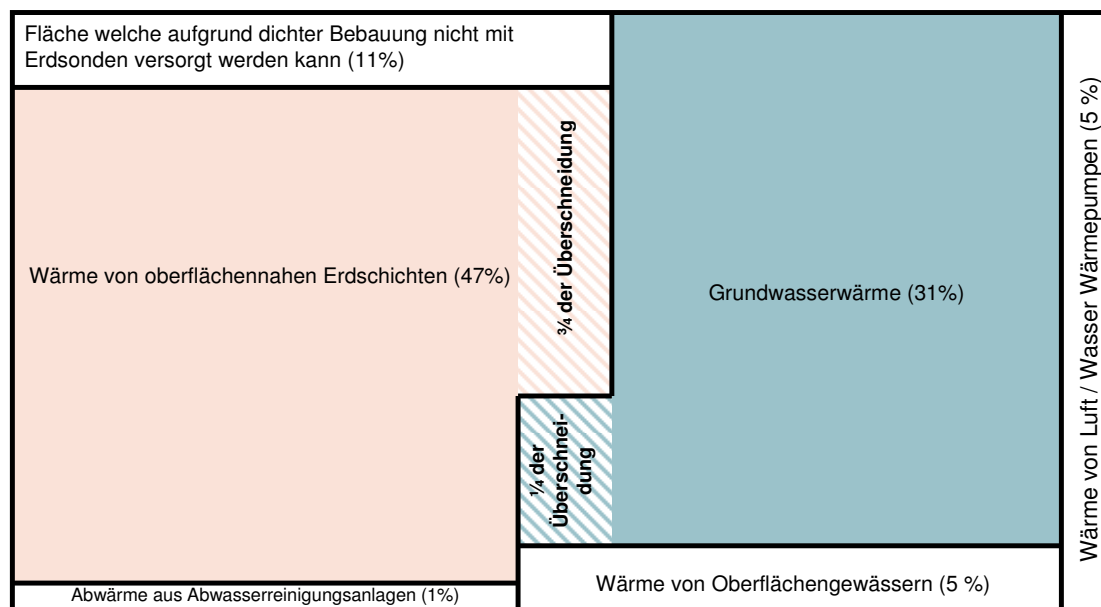 Fläche welche aufgrund dichter Bebauung nicht mit
Erdsonden versorgt werden kann (11%)
Wärme von oberflächennahen Erdschichten (47%)
¾ der Überschneidung
¼ der
Überschnei-
dung
Grundwasserwärme (31%)
Wärme von Luft / Wasser Wärmepumpen (5 %)
Abwärme aus Abwasserreinigungsanlagen (1%)
Wärme von Oberflächengewässern (5 %)